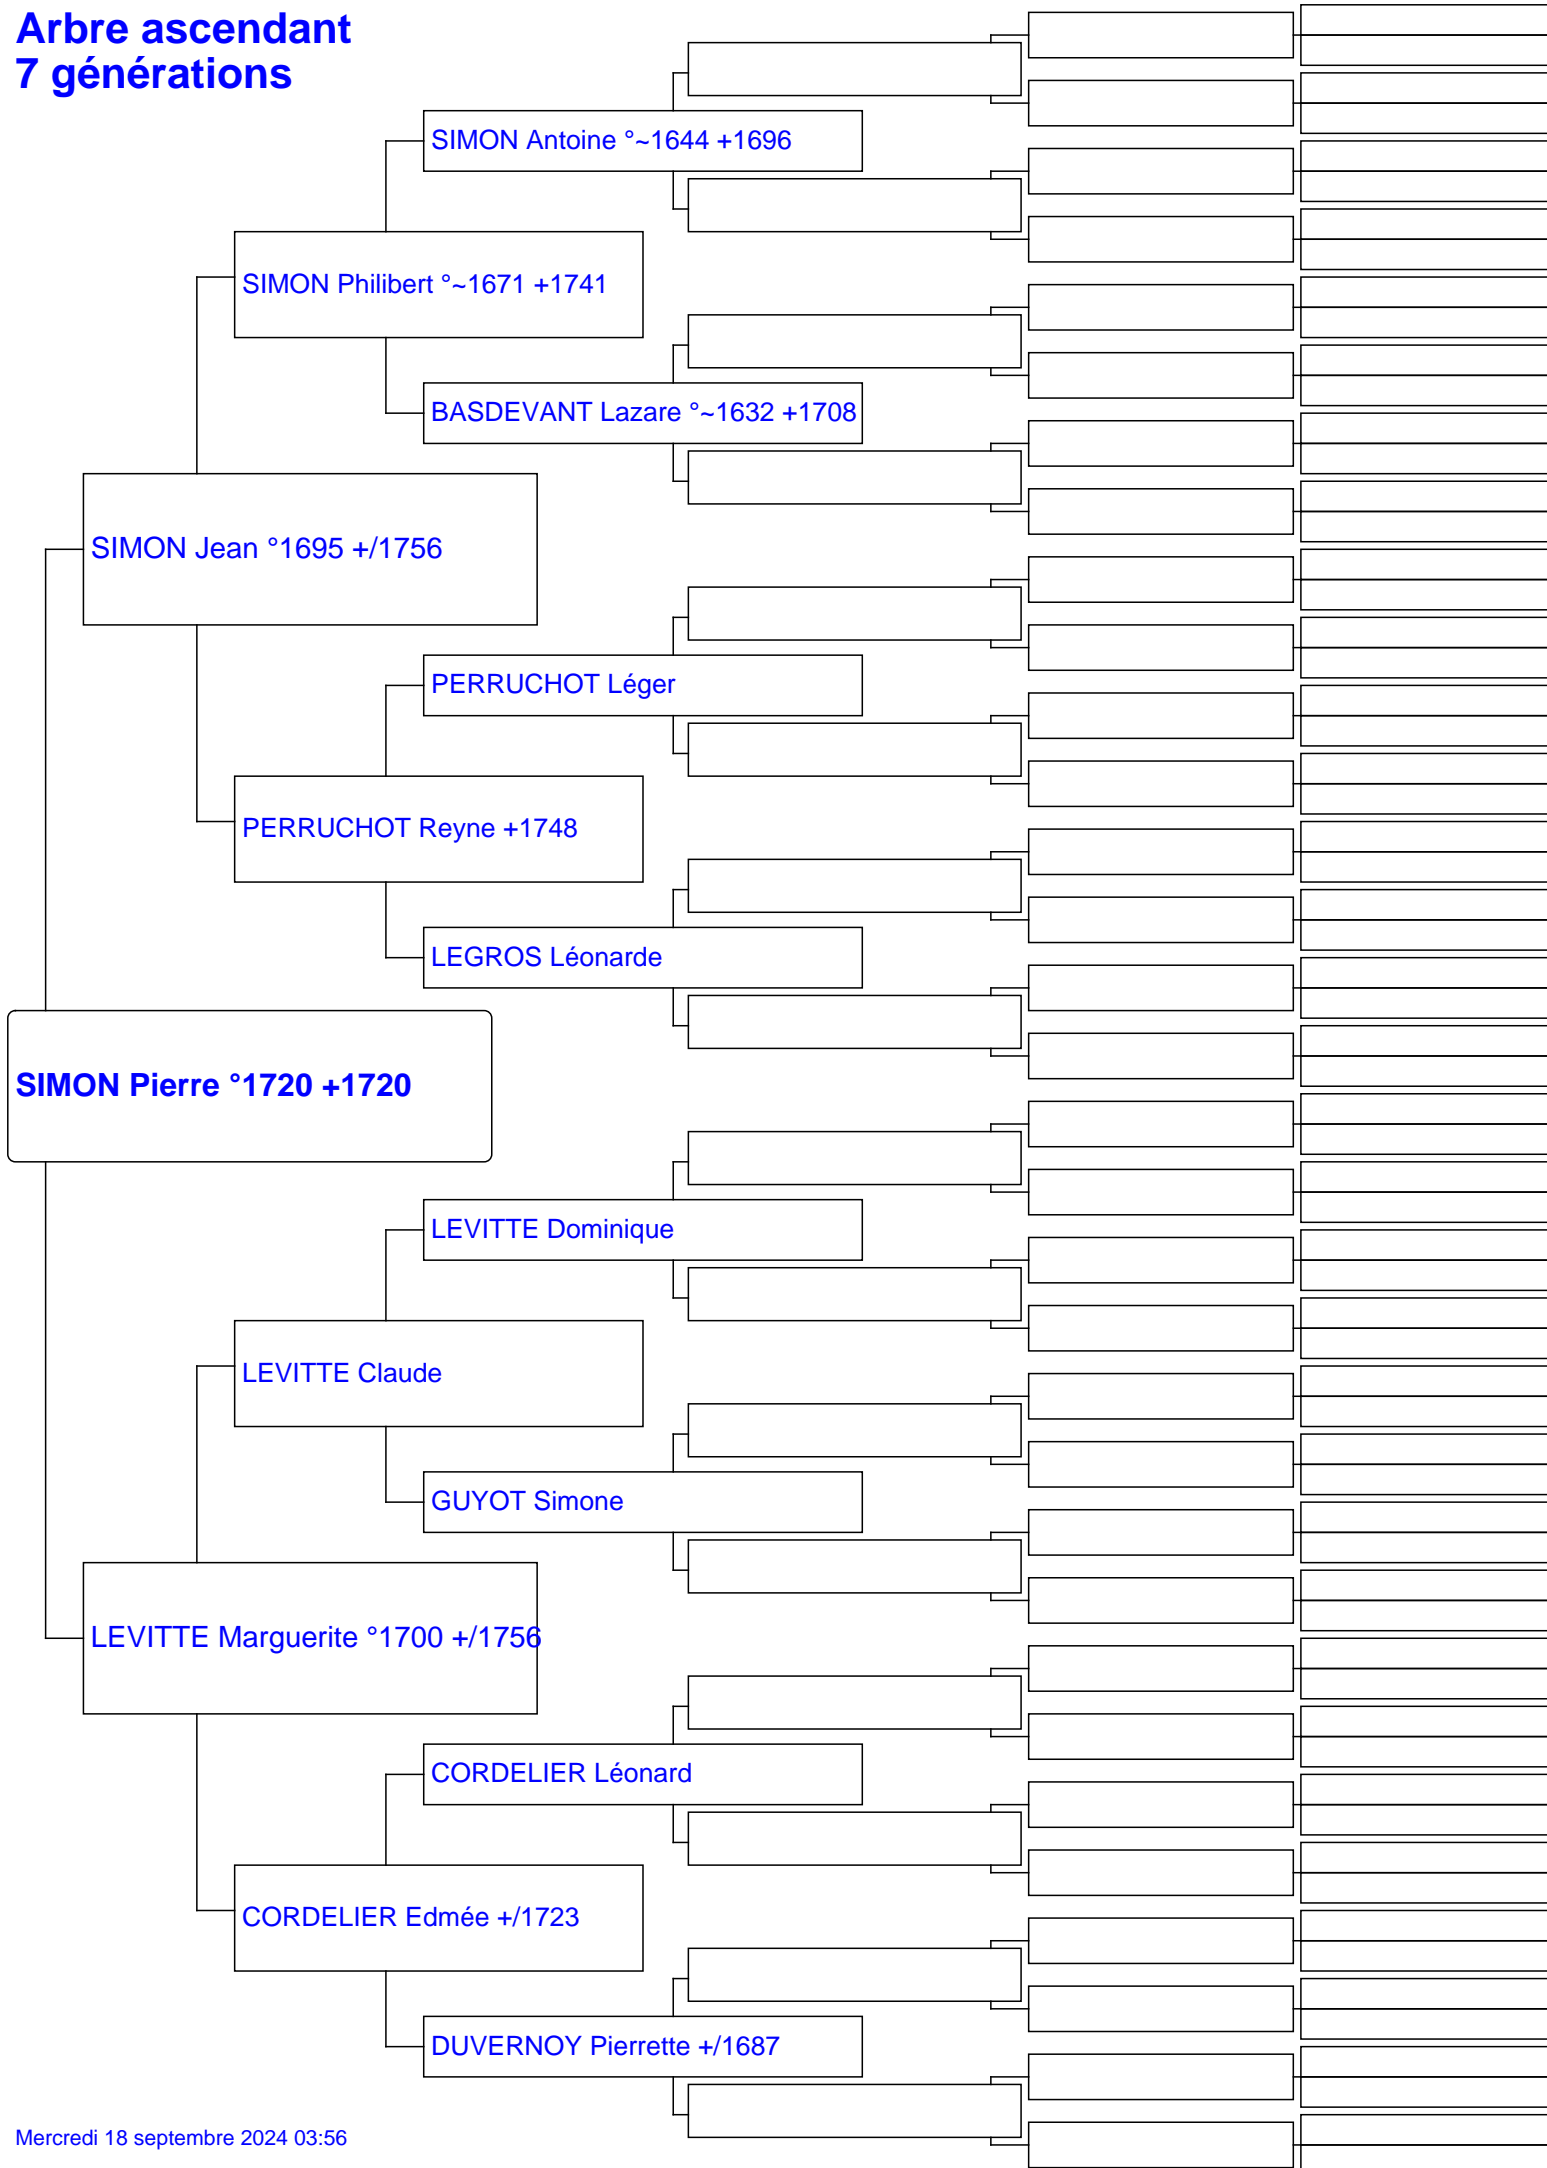 Arbre ascendant
7 générations
SIMON Antoine °~1644 +1696
SIMON Philibert °~1671 +1741
BASDEVANT Lazare °~1632 +1708
SIMON Jean °1695 +/1756
PERRUCHOT Léger
PERRUCHOT Reyne +1748
LEGROS Léonarde
SIMON Pierre °1720 +1720
LEVITTE Dominique
LEVITTE Claude
GUYOT Simone
LEVITTE Marguerite °1700 +/1756
CORDELIER Léonard
CORDELIER Edmée +/1723
DUVERNOY Pierrette +/1687
Mercredi 18 septembre 2024 03:56